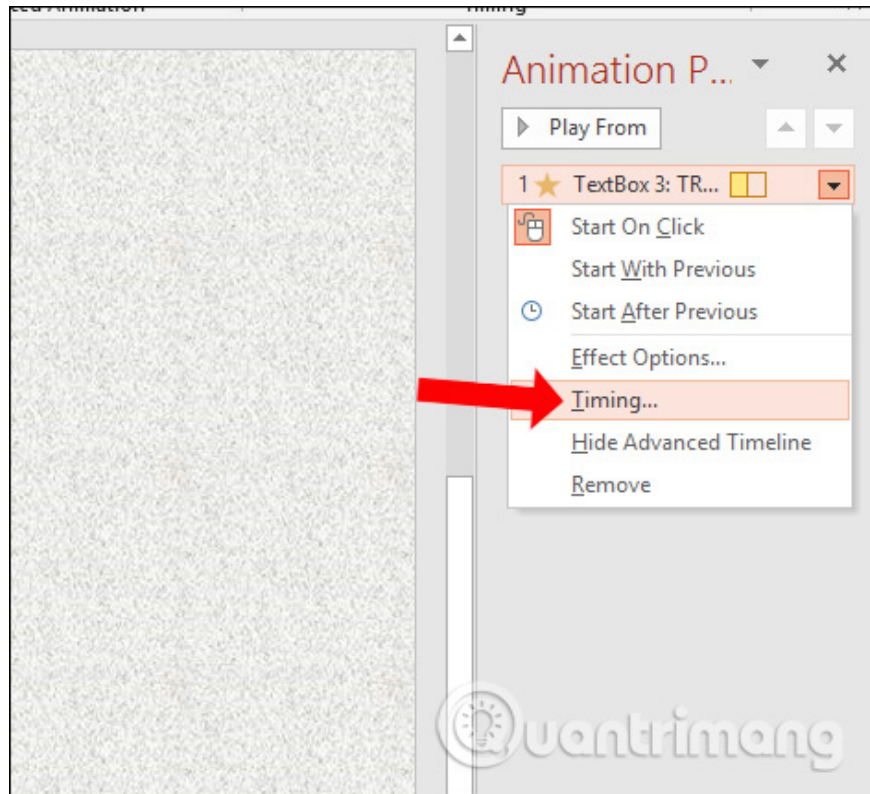 Animation P...
Play From
1 TextBox 3: TR...
Start On Click
Start With Previous
Start After Previous
Effect Options...
Timing...
Hide Advanced Timeline
Remove
Quantrimang